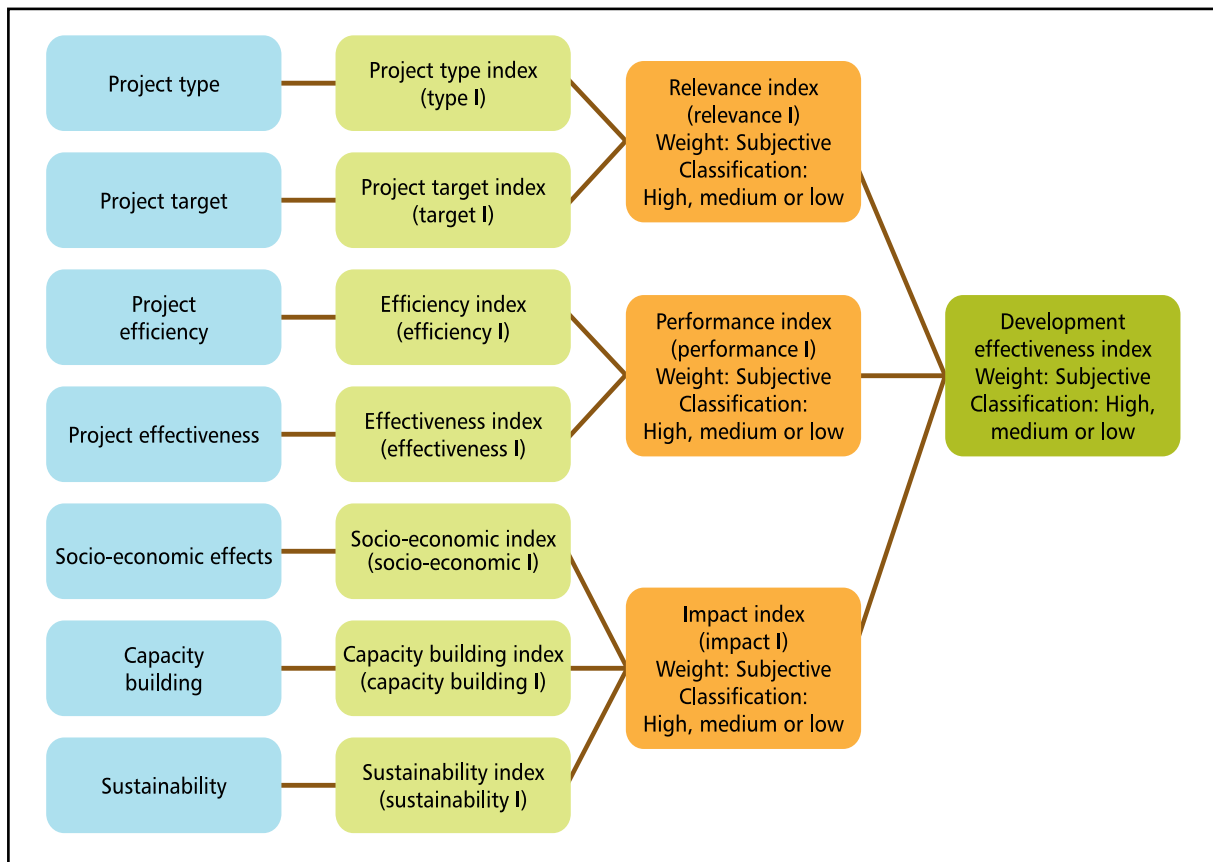 Project type
Project type index
(type I)
Relevance index
(relevance I)
Weight: Subjective
Classification:
High, medium or low
Project target
Project target index
(target I)
Project
efficiency
Efficiency index
(efficiency I)
Performance index
(performance I)
Weight: Subjective
Classification:
High, medium or low
Development
effectiveness index
Weight: Subjective
Classification: High,
medium or low
Project effectiveness
Effectiveness index
(effectiveness I)
Socio-economic effects
Socio-economic index
(socio-economic I)
Impact index
(impact I)
Weight: Subjective
Classification:
High, medium or low
Capacity
building
Capacity building index
(capacity building I)
Sustainability
Sustainability index
(sustainability I)